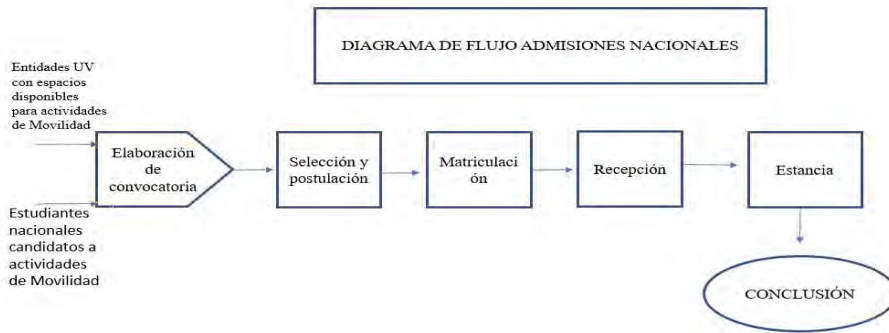 DIAGRAMA DE FLUJO ADMISIONES NACIONALES
Entidades UV
con espacios
disponibles
para actividades
de Movilidad
Elaboración
de
convocatoria
Selección y
postulación
Matriculaci
ón
Recepción
Estancia
Estudiantes
nacionales
candidatos a
actividades
de Movilidad
CONCLUSIÓN